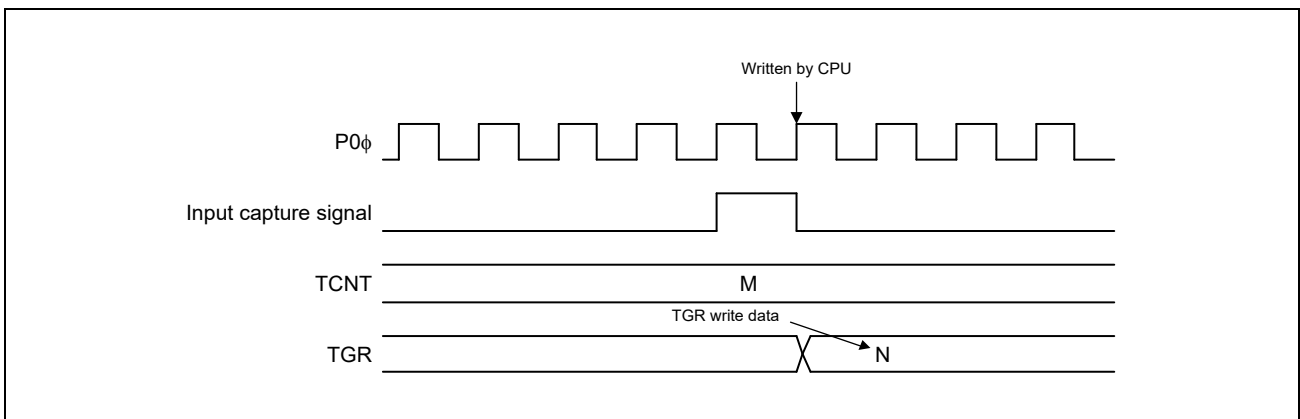 Written by CPU
P0ϕ
Input capture signal
TCNT
M
TGR write data
TGR
N